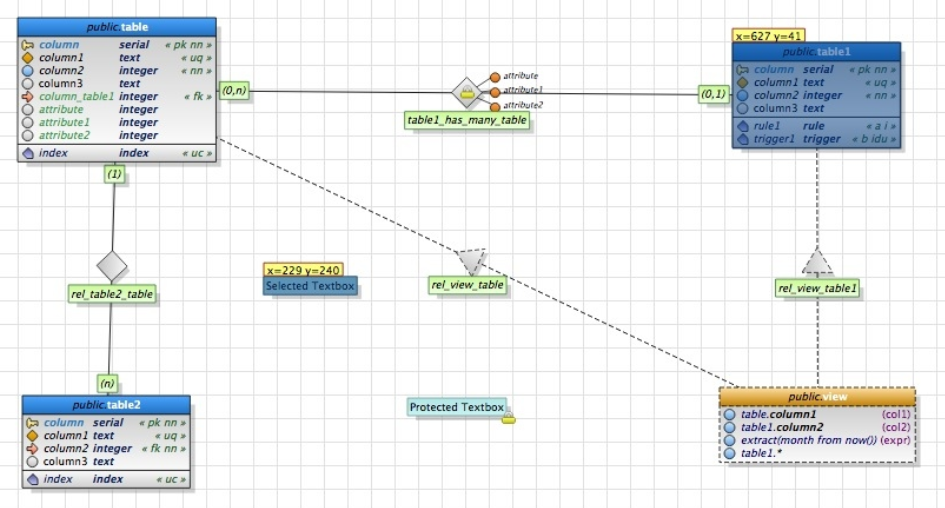 public.table
column serial « pk nn »
column1 text « uq »
column2 integer « nn »
column3 text
column_table1 integer « fk »
attribute integer
attribute1 integer
attribute2 integer
index index « uc »
(0,n)
attribute
attribute1
attribute2
table1_has_many_table
(0,1)
x=627 y=41
public.table1
column serial « pk nn »
column1 text « uq »
column2 integer « nn »
column3 text
rule1 rule « a i »
trigger1 trigger « b idu »
(1)
rel_table2_table
(n)
x=229 y=240
Selected Textbox
rel_view_table
rel_view_table1
public.table2
column serial « pk nn »
column1 text « uq »
column2 integer « fk nn »
column3 text
index index « uc »
Protected Textbox
public.view
table.column1 (col1)
table1.column2 (col2)
extract(month from now()) (expr)
table1.*